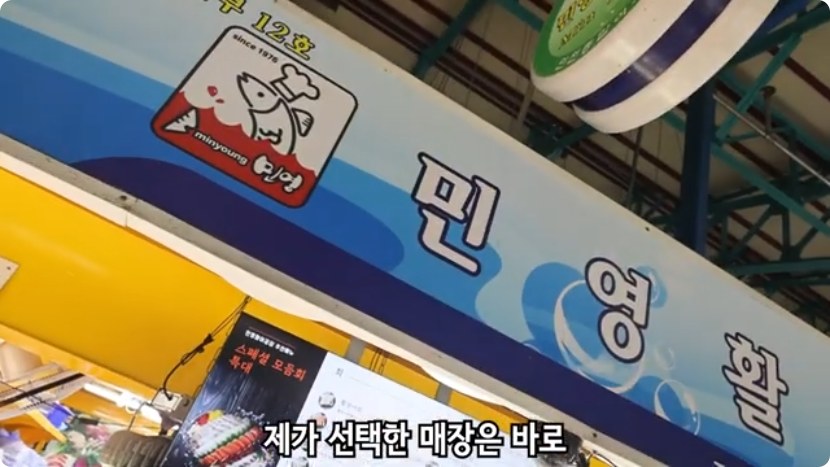 12호
since 1976
minyoung
민영
민영활
스페셜 모듬회
특대
회
제가 선택한 매장은 바로